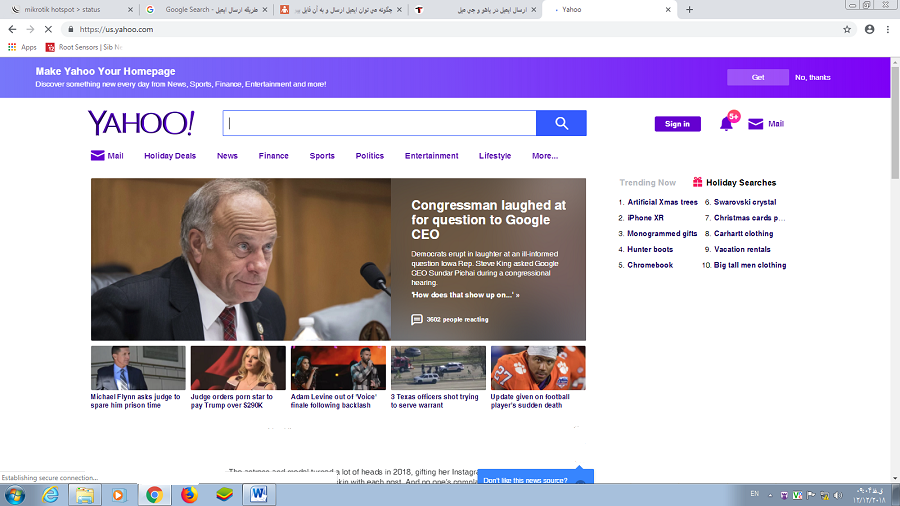 mikrotik hotspot > status
Google Search - طریقه ارسال ایمیل
چگونه می توان ایمیل ارسال و به آن فایل پیو
ارسال ایمیل در یاهو و جی میل
Yahoo
https://us.yahoo.com
Apps
Root Sensors | Sib Ne
Make Yahoo Your Homepage
Discover something new every day from News, Sports, Finance, Entertainment and more!
Get
No, thanks
YAHOO!
Sign in
5+
Mail
Mail
Holiday Deals
News
Finance
Sports
Politics
Entertainment
Lifestyle
More...
Congressman laughed at
for question to Google
CEO
Democrats erupt in laughter at an ill-informed
question Iowa Rep. Steve King asked Google
CEO Sundar Pichai during a congressional
hearing.
'How does that show up on...' »
3602 people reacting
Trending Now
Holiday Searches
1. Artificial Xmas trees
2. iPhone XR
3. Monogrammed gifts
4. Hunter boots
5. Chromebook
6. Swarovski crystal
7. Christmas cards p...
8. Carhartt clothing
9. Vacation rentals
10. Big tall men clothing
Michael Flynn asks judge to
spare him prison time
Judge orders porn star to
pay Trump over $290K
Adam Levine out of 'Voice'
finale following backlash
3 Texas officers shot trying
to serve warrant
Update given on football
player's sudden death
27
The actress and model turned a lot of heads in 2018, gifting her Instag
skin with each post. And no one's
Don't like this news source?
Establishing secure connection...
EN
۱۲/۱۲/۲۰۱۸